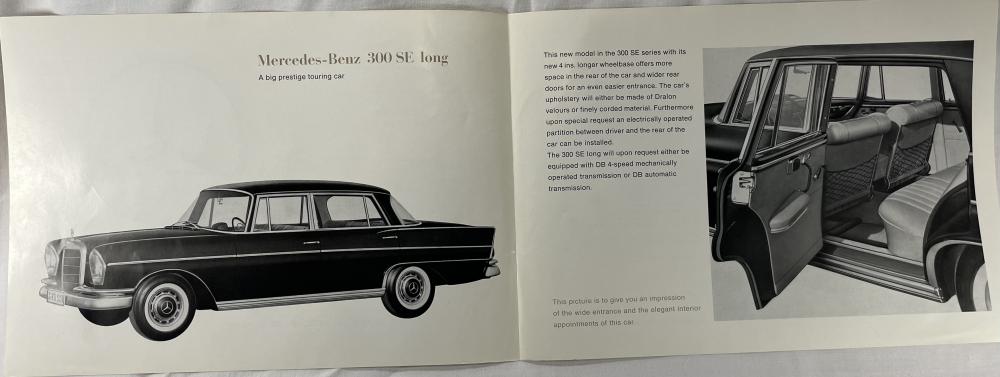 Mercedes-Benz 300 SE long
A big prestige touring car
This new model in the 300 SE series with its
new 4 ins. longer wheelbase offers more
space in the rear of the car and wider rear
doors for an even easier entrance. The car's
upholstery will either be made of Dralon
velours or finely corded material. Furthermore
upon special request an electrically operated
partition between driver and the rear of the
car can be installed.
The 300 SE long will upon request either be
equipped with DB 4-speed mechanically
operated transmission or DB automatic
transmission.
This picture is to give you an impression
of the wide entrance and the elegant interior
appointments of this car.